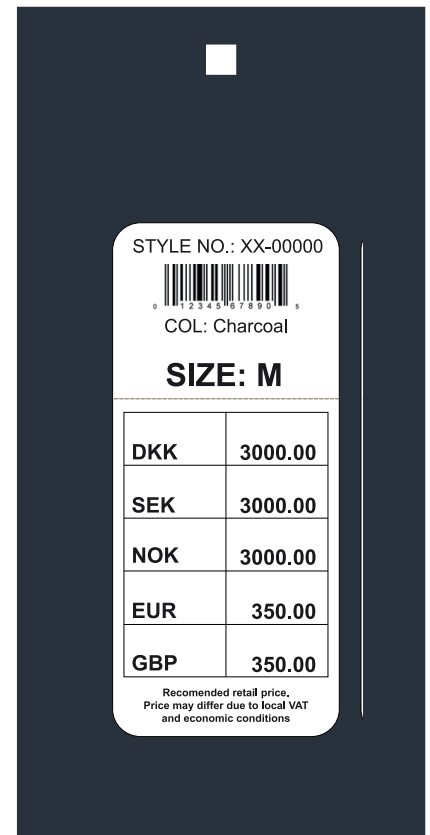 STYLE NO.: XX-00000
0 12345 67890 5
COL: Charcoal
SIZE: M
DKK 3000.00
SEK 3000.00
NOK 3000.00
EUR 350.00
GBP 350.00
Recomended retail price.
Price may differ due to local VAT
and economic conditions